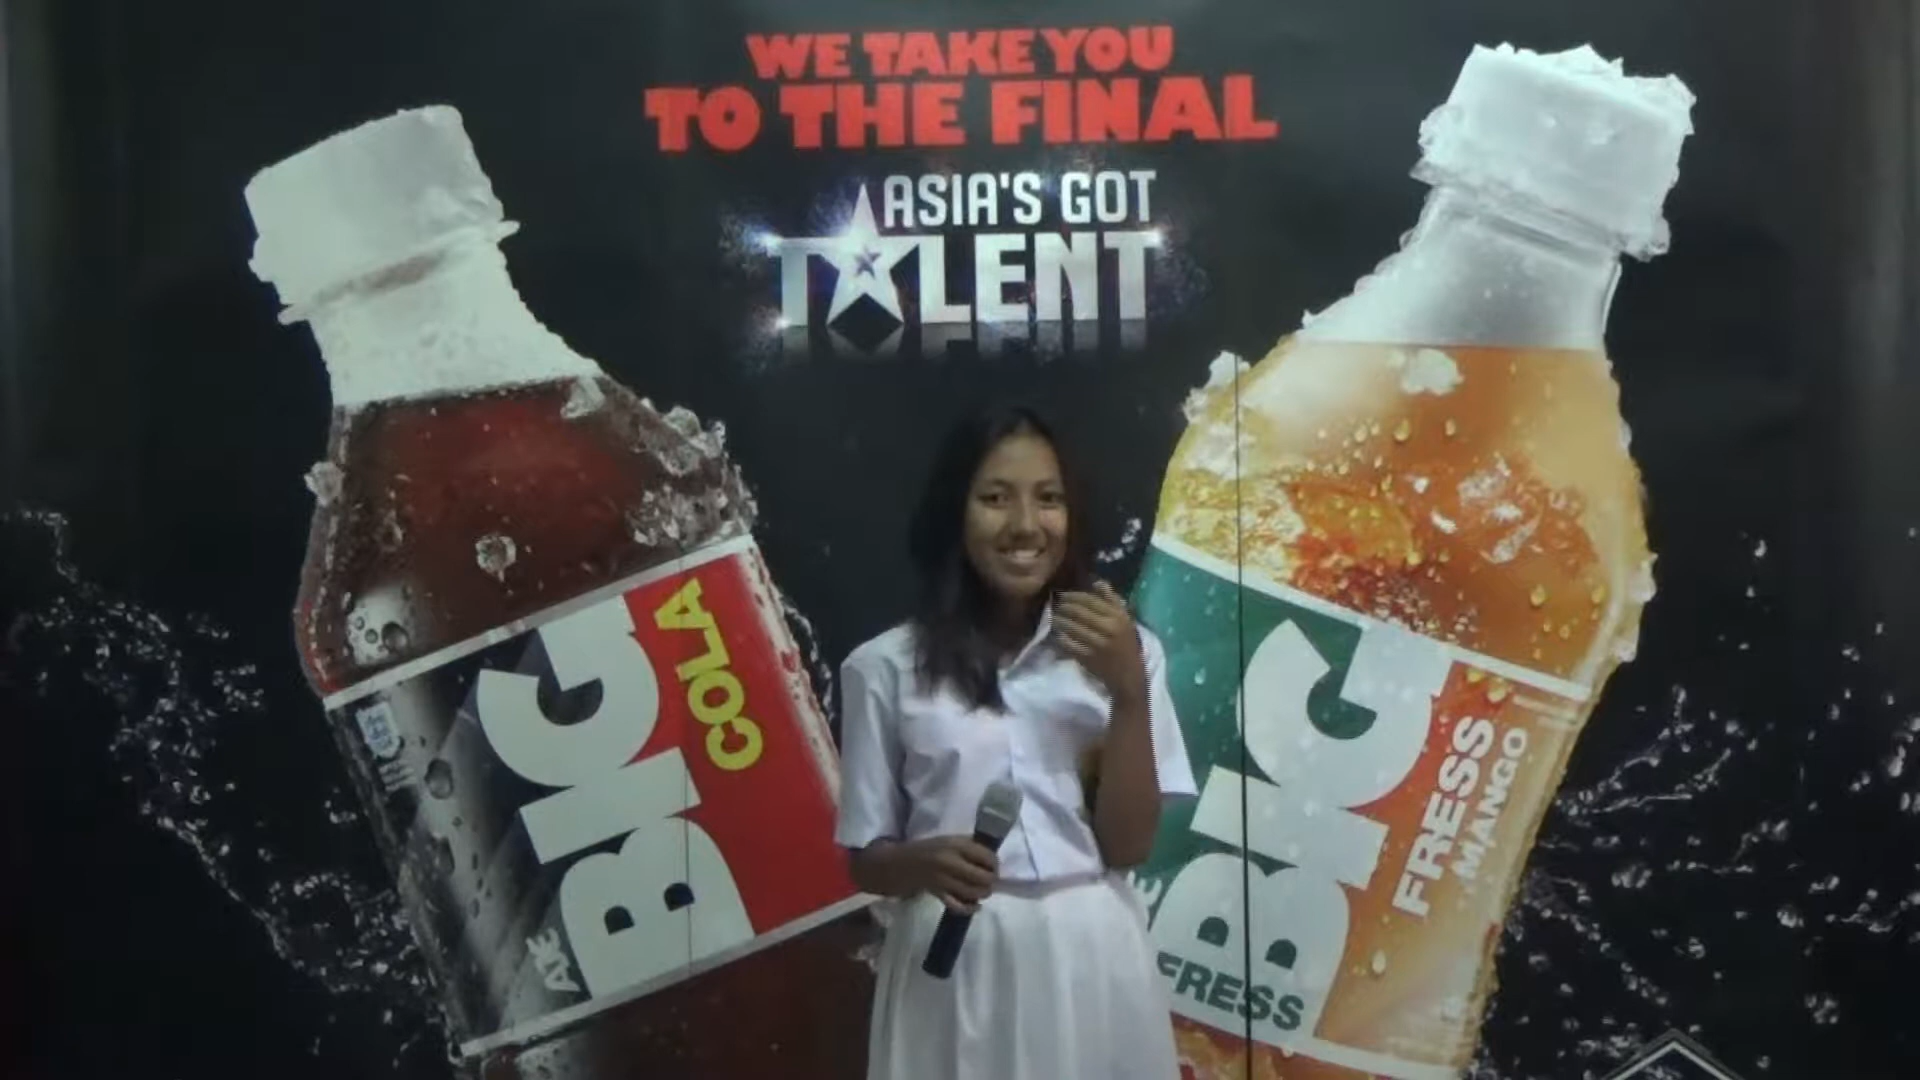 WE TAKE YOU
TO THE FINAL
ASIA'S GOT
TALENT
AJE
BIG
COLA
BIG
FRESS
MANGO
FRESS